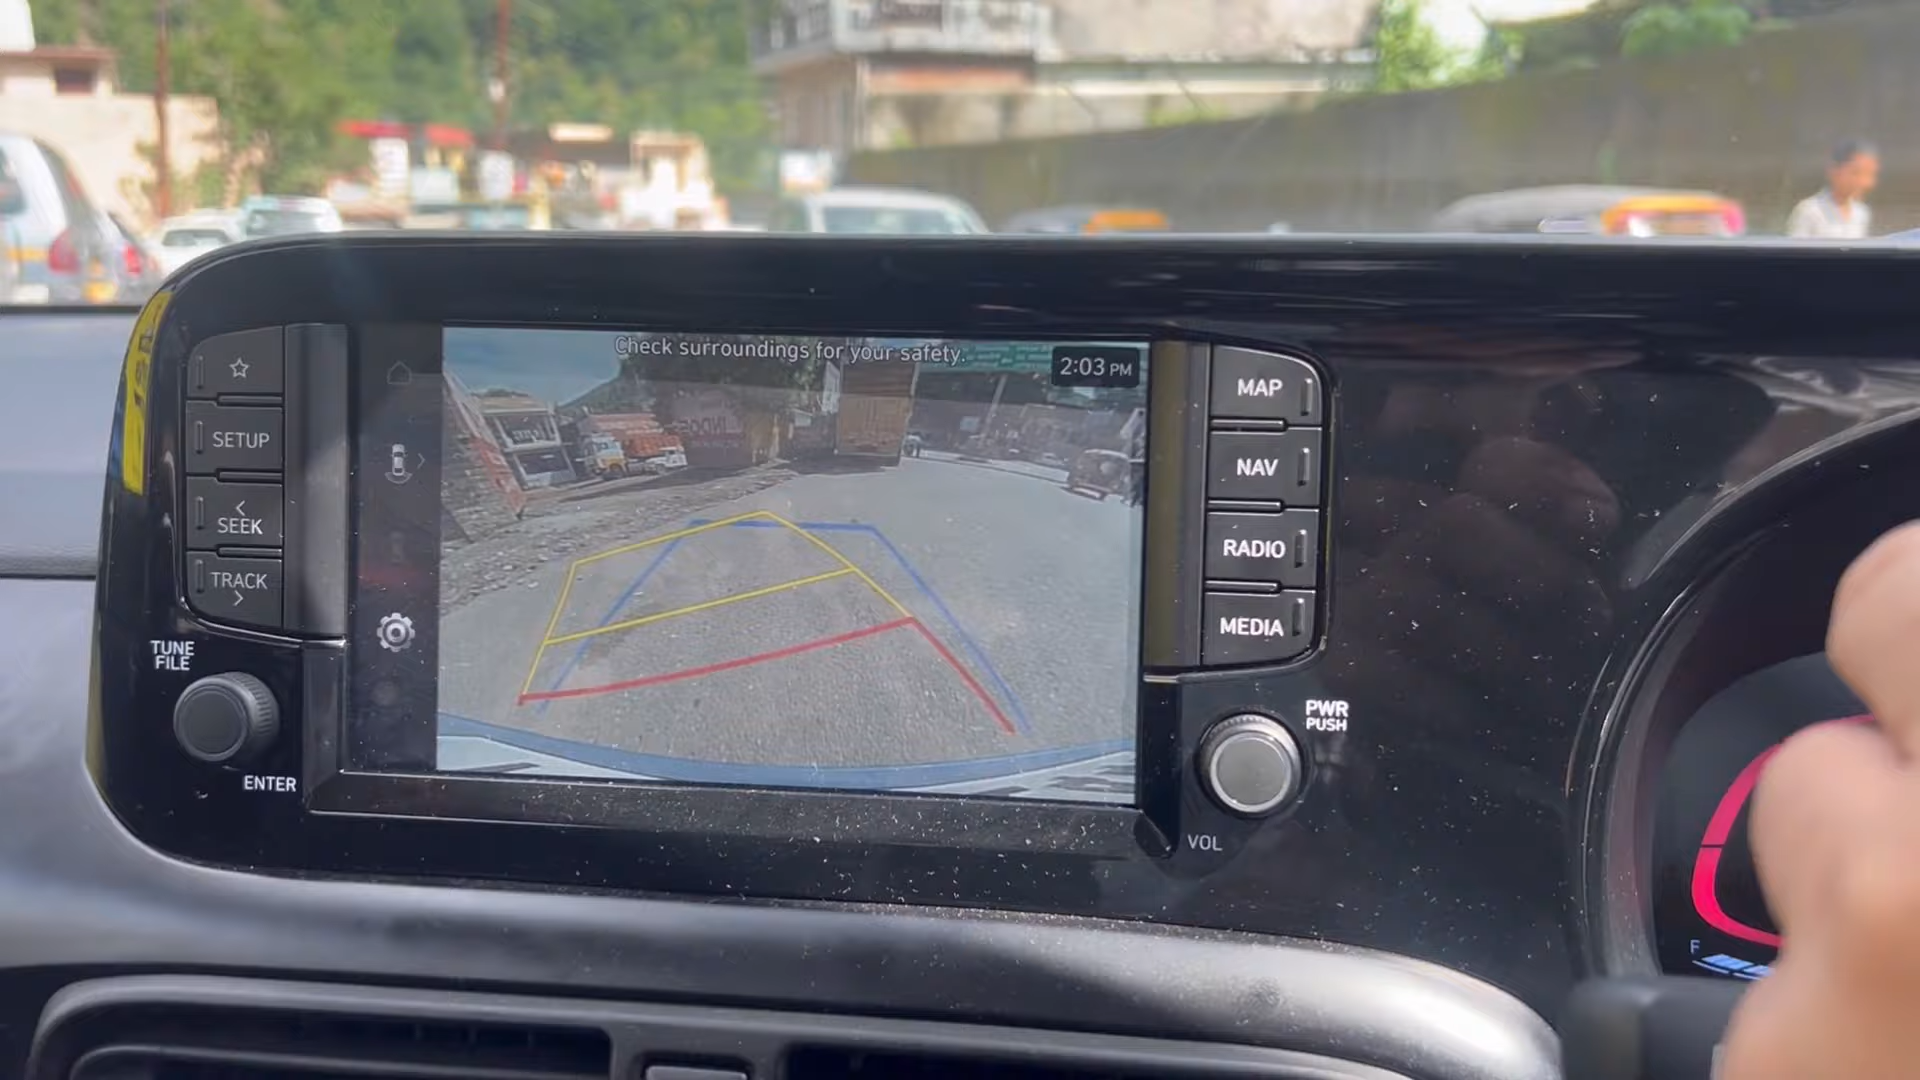 Check surroundings for your safety.
2:03 PM
SETUP
<
SEEK
TRACK
>
TUNE
FILE
ENTER
MAP
NAV
RADIO
MEDIA
PWR
PUSH
VOL
F